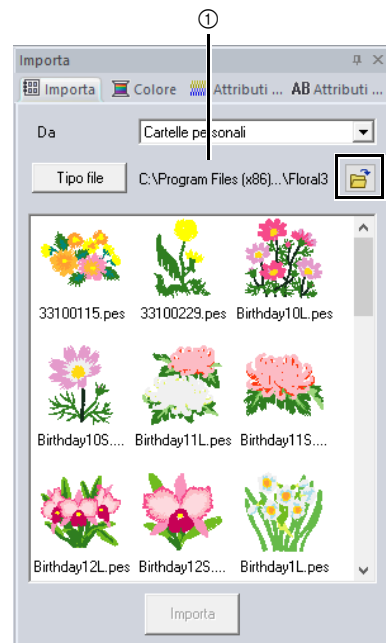 ①
Importa
Importa Colore Attributi ... AB Attributi ...
Da Cartelle personali
Tipo file C:\Program Files (x86)...\Floral3
33100115.pes 33100229.pes Birthday10L.pes
Birthday10S.... Birthday11L.pes Birthday11S....
Birthday12L.pes Birthday12S.... Birthday1L.pes
Importa